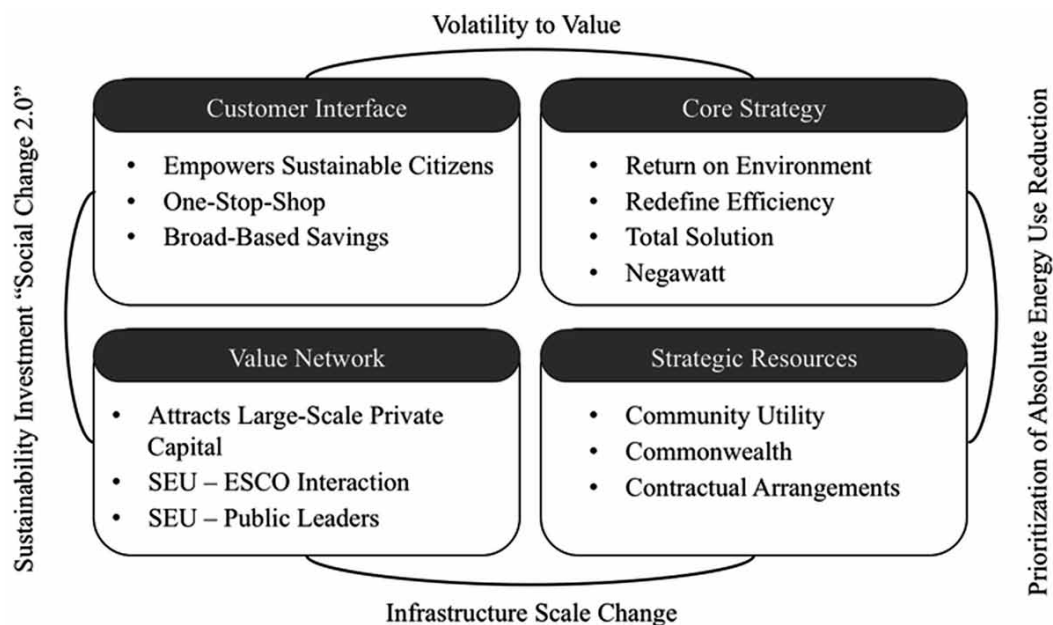 Volatility to Value
Sustainability Investment “Social Change 2.0”
Customer Interface
• Empowers Sustainable Citizens
• One-Stop-Shop
• Broad-Based Savings
Core Strategy
• Return on Environment
• Redefine Efficiency
• Total Solution
• Negawatt
Value Network
• Attracts Large-Scale Private
Capital
• SEU – ESCO Interaction
• SEU – Public Leaders
Strategic Resources
• Community Utility
• Commonwealth
• Contractual Arrangements
Prioritization of Absolute Energy Use Reduction
Infrastructure Scale Change